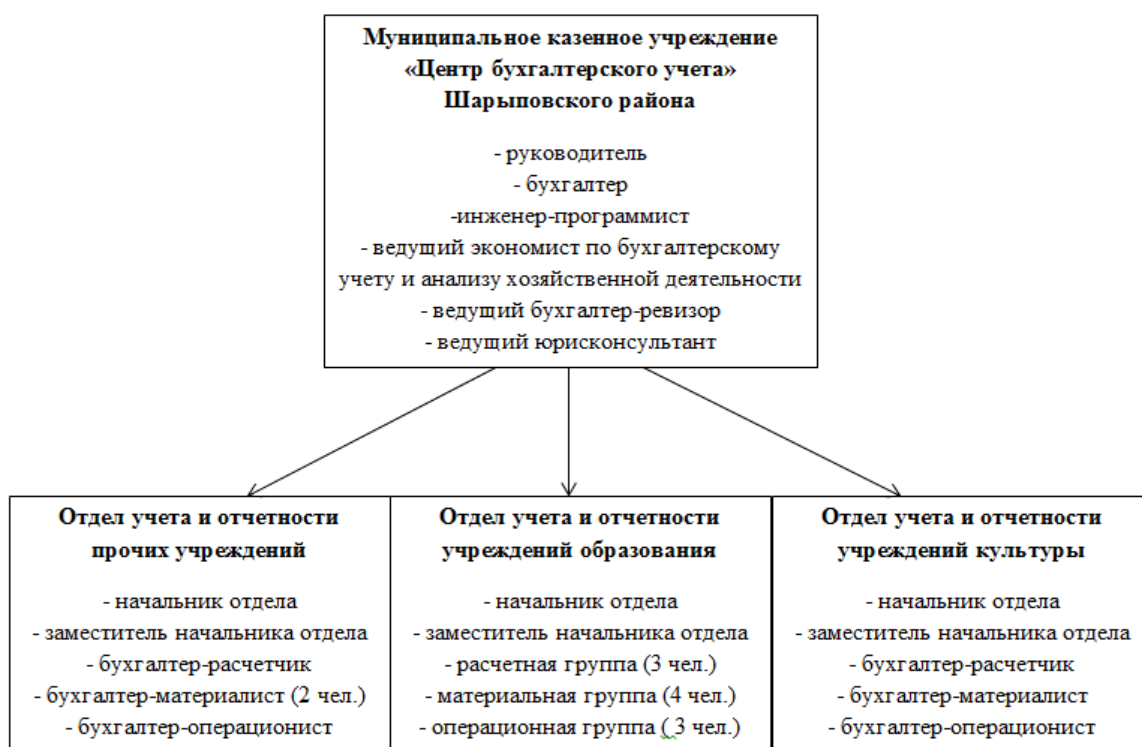 Муниципальное казенное учреждение
«Центр бухгалтерского учета»
Шарыповского района
- руководитель
- бухгалтер
-инженер-программист
- ведущий экономист по бухгалтерскому
учету и анализу хозяйственной деятельности
- ведущий бухгалтер-ревизор
- ведущий юрисконсультант
Отдел учета и отчетности
прочих учреждений
- начальник отдела
- заместитель начальника отдела
- бухгалтер-расчетчик
- бухгалтер-материалист (2 чел.)
- бухгалтер-операционист
Отдел учета и отчетности
учреждений образования
- начальник отдела
- заместитель начальника отдела
- расчетная группа (3 чел.)
- материальная группа (4 чел.)
- операционная группа ( 3 чел.)
Отдел учета и отчетности
учреждений культуры
- начальник отдела
- заместитель начальника отдела
- бухгалтер-расчетчик
- бухгалтер-материалист
- бухгалтер-операционист